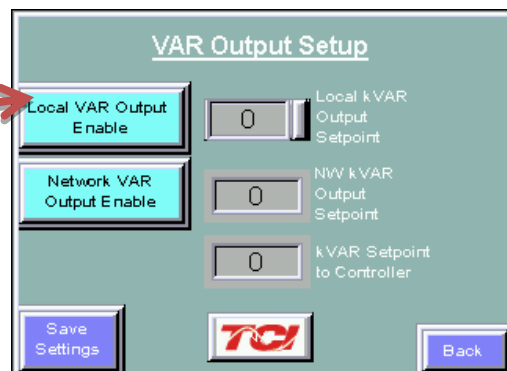 VAR Output Setup
Local VAR Output
Enable
0
Local kVAR
Output
Setpoint
Network VAR
Output Enable
0
NW kVAR
Output
Setpoint
0
kVAR Setpoint
to Controller
Save
Settings
TCI
Back